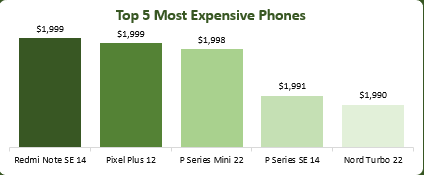 Top 5 Most Expensive Phones
$1,999
$1,999
$1,998
$1,991
$1,990
Redmi Note SE 14
Pixel Plus 12
P Series Mini 22
P Series SE 14
Nord Turbo 22